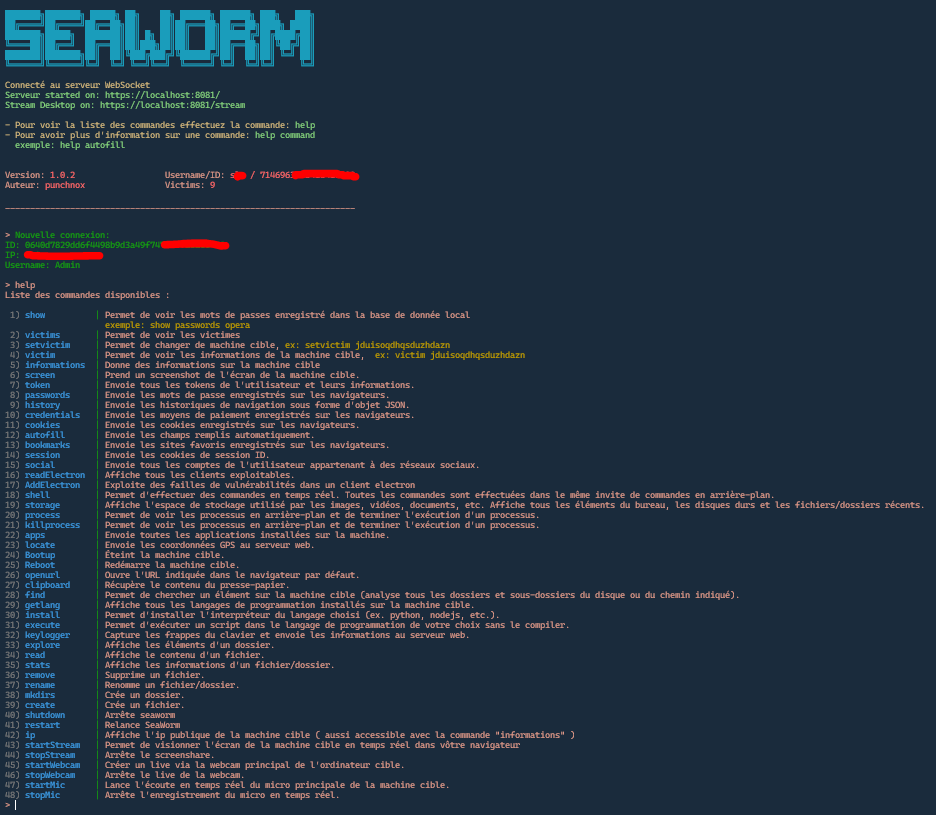 SEAWORM
Connecté au serveur WebSocket
Serveur started on: https://localhost:8081/
Stream Desktop on: https://localhost:8081/stream
- Pour voir la liste des commandes effectuez la commande: help
- Pour avoir plus d'information sur une commande: help command
exemple: help autofill
Version: 1.0.2 Username/ID: s / 7146963
Auteur: punchnox Victims: 9
> Nouvelle connexion:
ID: 0640d7829dd6f4498b9d3a49f74
IP:
Username: Admin
> help
Liste des commandes disponibles :
1) show | Permet de voir les mots de passes enregistré dans la base de donnée local
exemple: show passwords opera
2) victims | Permet de voir les victimes
3) setvictim | Permet de changer de machine cible, ex: setvictim jduisoqdhqsduzhdazn
4) victim | Permet de voir les informations de la machine cible, ex: victim jduisoqdhqsduzhdazn
5) informations | Donne des informations sur la machine cible
6) screen | Prend un screenshot de l'écran de la machine cible.
7) token | Envoie tous les tokens de l'utilisateur et leurs informations.
8) passwords | Envoie les mots de passe enregistrés sur les navigateurs.
9) history | Envoie les historiques de navigation sous forme d'objet JSON.
10) credentials | Envoie les moyens de paiement enregistrés sur les navigateurs.
11) cookies | Envoie les cookies enregistrés sur les navigateurs.
12) autofill | Envoie les champs remplis automatiquement.
13) bookmarks | Envoie les sites favoris enregistrés sur les navigateurs.
14) session | Envoie les cookies de session ID.
15) social | Envoie tous les comptes de l'utilisateur appartenant à des réseaux sociaux.
16) readElectron | Affiche tous les clients exploitables.
17) AddElectron | Exploite des failles de vulnérabilités dans un client electron
18) shell | Permet d'effectuer des commandes en temps réel. Toutes les commandes sont effectuées dans le même invite de commandes en arrière-plan.
19) storage | Affiche l'espace de stockage utilisé par les images, vidéos, documents, etc. Affiche tous les éléments du bureau, les disques durs et les fichiers/dossiers récents.
20) process | Permet de voir les processus en arrière-plan et de terminer l'exécution d'un processus.
21) killprocess | Permet de voir les processus en arrière-plan et de terminer l'exécution d'un processus.
22) apps | Envoie toutes les applications installées sur la machine.
23) locate | Envoie les coordonnées GPS au serveur web.
24) Bootup | Éteint la machine cible.
25) Reboot | Redémarre la machine cible.
26) openurl | Ouvre l'URL indiquée dans le navigateur par défaut.
27) clipboard | Récupère le contenu du presse-papier.
28) find | Permet de chercher un élément sur la machine cible (analyse tous les dossiers et sous-dossiers du disque ou du chemin indiqué).
29) getlang | Affiche tous les langages de programmation installés sur la machine cible.
30) install | Permet d'installer l'interpréteur du langage choisi (ex. python, nodejs, etc.).
31) execute | Permet d'exécuter un script dans le langage de programmation de votre choix sans le compiler.
32) keylogger | Capture les frappes du clavier et envoie les informations au serveur web.
33) explore | Affiche les éléments d'un dossier.
34) read | Affiche le contenu d'un fichier.
35) stats | Affiche les informations d'un fichier/dossier.
36) remove | Supprime un fichier.
37) rename | Renomme un fichier/dossier.
38) mkdirs | Crée un dossier.
39) create | Crée un fichier.
40) shutdown | Arrête seaworm
41) restart | Relance SeaWorm
42) ip | Affiche l'ip publique de la machine cible ( aussi accessible avec la commande "informations" )
43) startStream | Permet de visionner l'écran de la machine cible en temps réel dans vôtre navigateur
44) stopStream | Arrête le screenshare.
45) startWebcam | Créer un live via la webcam principal de l'ordinateur cible.
46) stopWebcam | Arrête le live de la webcam.
47) startMic | Lance l'écoute en temps réel du micro principale de la machine cible.
48) stopMic | Arrête l'enregistrement du micro en temps réel.
>